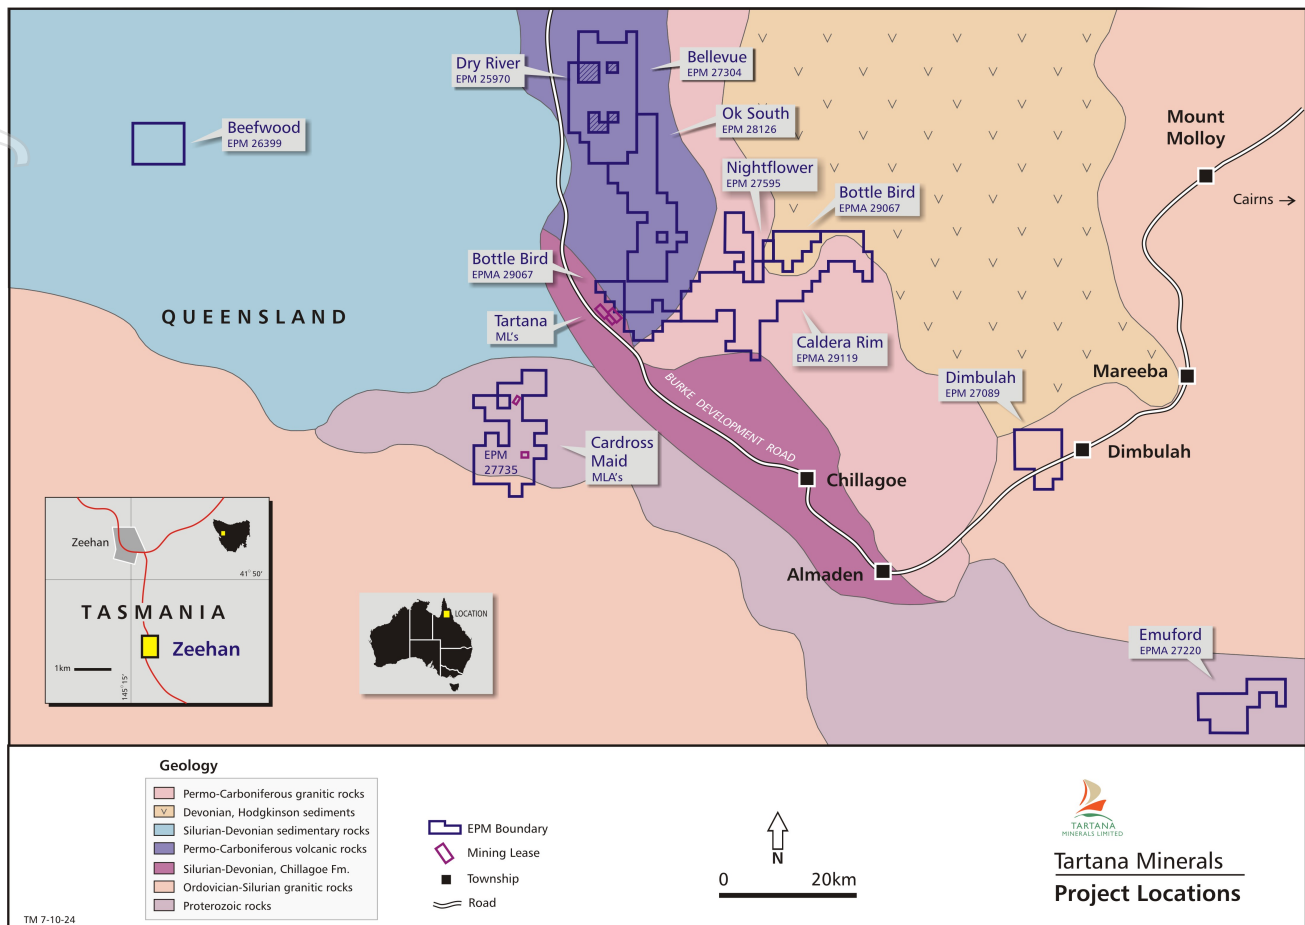 Dry River
EPM 25970
Bellevue
EPM 27304
Beefwood
EPM 26399
Ok South
EPM 28126
Mount
Molloy
Nightflower
EPM 27595
Bottle Bird
EPMA 29067
Cairns →
Bottle Bird
EPMA 29067
QUEENSLAND
Tartana
ML's
Caldera Rim
EPMA 29119
Mareeba
Dimbulah
EPM 27089
BURKE DEVELOPMENT ROAD
EPM
27735
Cardross
Maid
MLA's
Dimbulah
Chillagoe
Almaden
Zeehan
41° 50'
TASMANIA
Zeehan
1km
145° 15'
LOCATION
Emuford
EPMA 27220
Geology
Permo-Carboniferous granitic rocks
Devonian, Hodgkinson sediments
Silurian-Devonian sedimentary rocks
Permo-Carboniferous volcanic rocks
Silurian-Devonian, Chillagoe Fm.
Ordovician-Silurian granitic rocks
Proterozoic rocks
EPM Boundary
Mining Lease
Township
Road
N
0 20km
TARTANA
MINERALS LIMITED
Tartana Minerals
Project Locations
TM 7-10-24